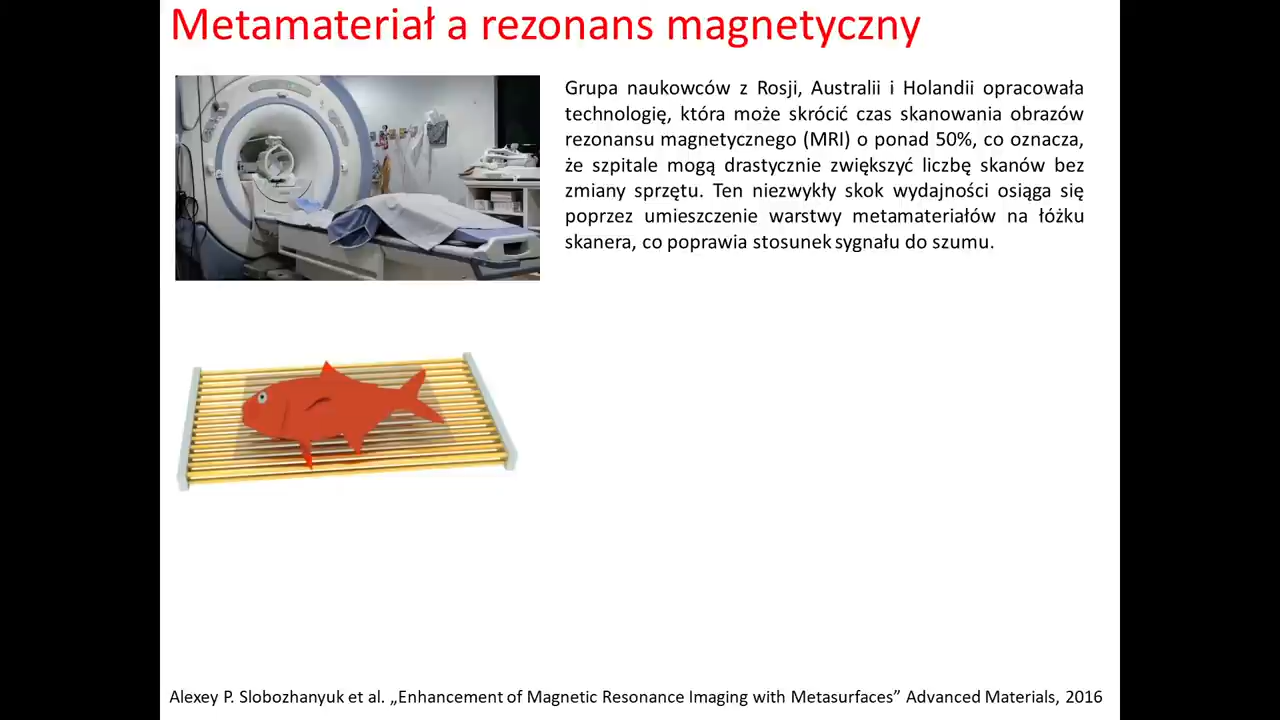 Metamateriał a rezonans magnetyczny
Grupa naukowców z Rosji, Australii i Holandii opracowała
technologię, która może skrócić czas skanowania obrazów
rezonansu magnetycznego (MRI) o ponad 50%, co oznacza,
że szpitale mogą drastycznie zwiększyć liczbę skanów bez
zmiany sprzętu. Ten niezwykły skok wydajności osiąga się
poprzez umieszczenie warstwy metamateriałów na łóżku
skanera, co poprawia stosunek sygnału do szumu.
Alexey P. Slobozhanyuk et al. „Enhancement of Magnetic Resonance Imaging with Metasurfaces” Advanced Materials, 2016